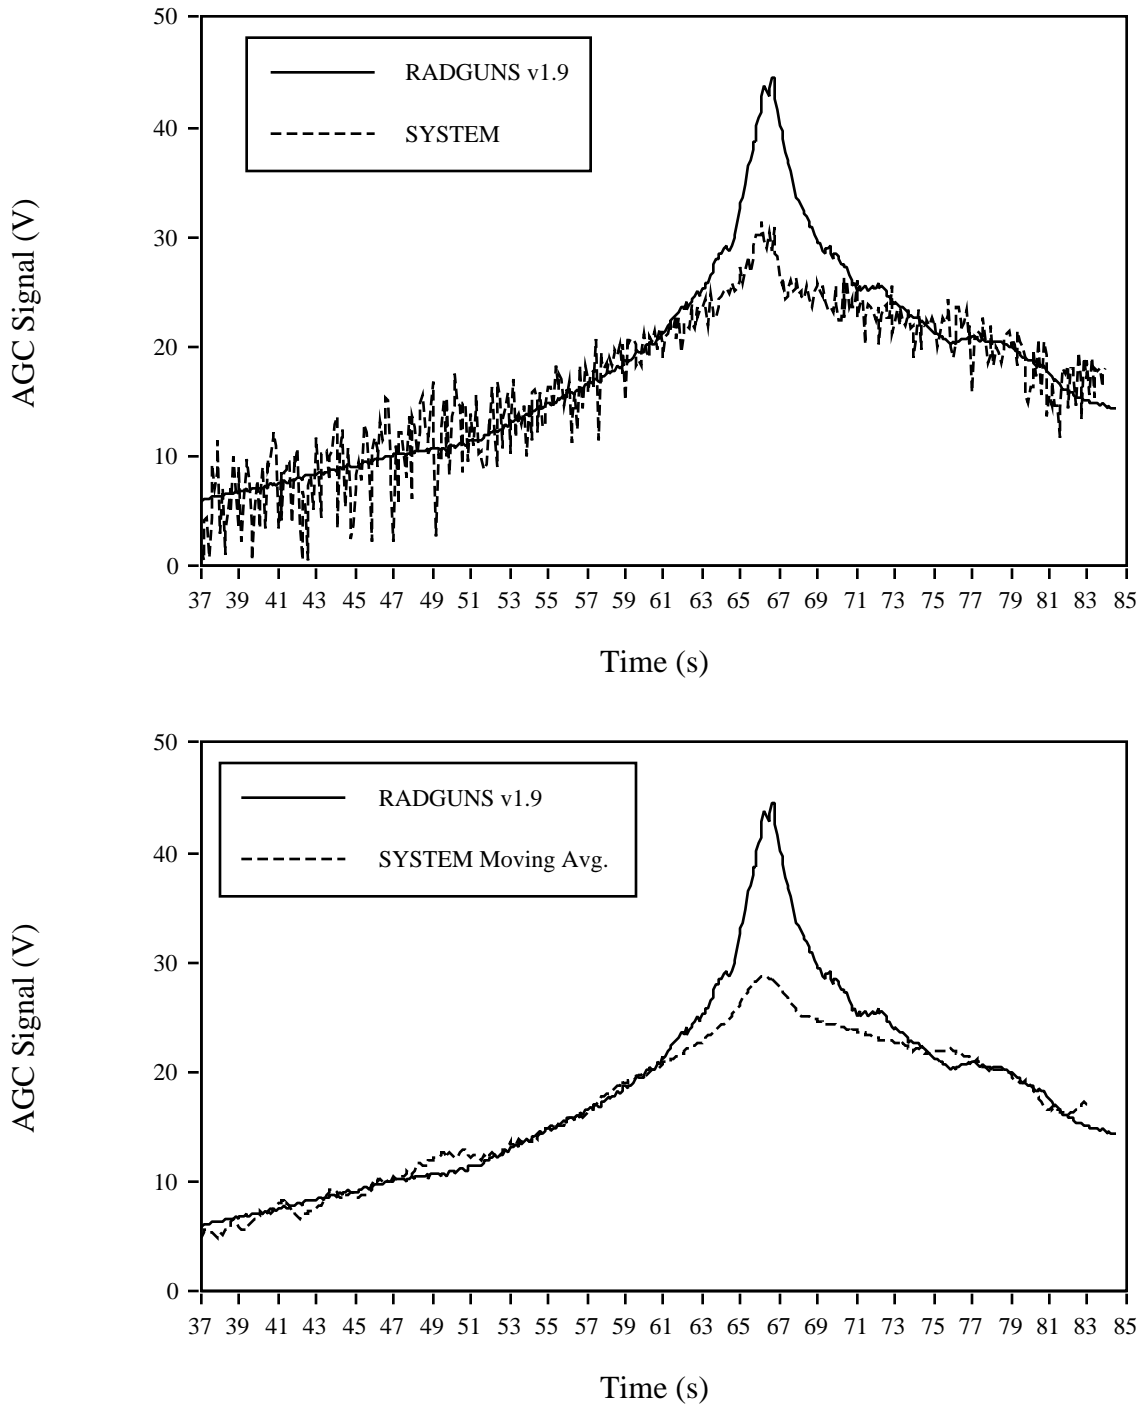 50
40
30
20
10
0
AGC Signal (V)
RADGUNS v1.9
SYSTEM
37 39 41 43 45 47 49 51 53 55 57 59 61 63 65 67 69 71 73 75 77 79 81 83 85
Time (s)
50
40
30
20
10
0
AGC Signal (V)
RADGUNS v1.9
SYSTEM Moving Avg.
37 39 41 43 45 47 49 51 53 55 57 59 61 63 65 67 69 71 73 75 77 79 81 83 85
Time (s)